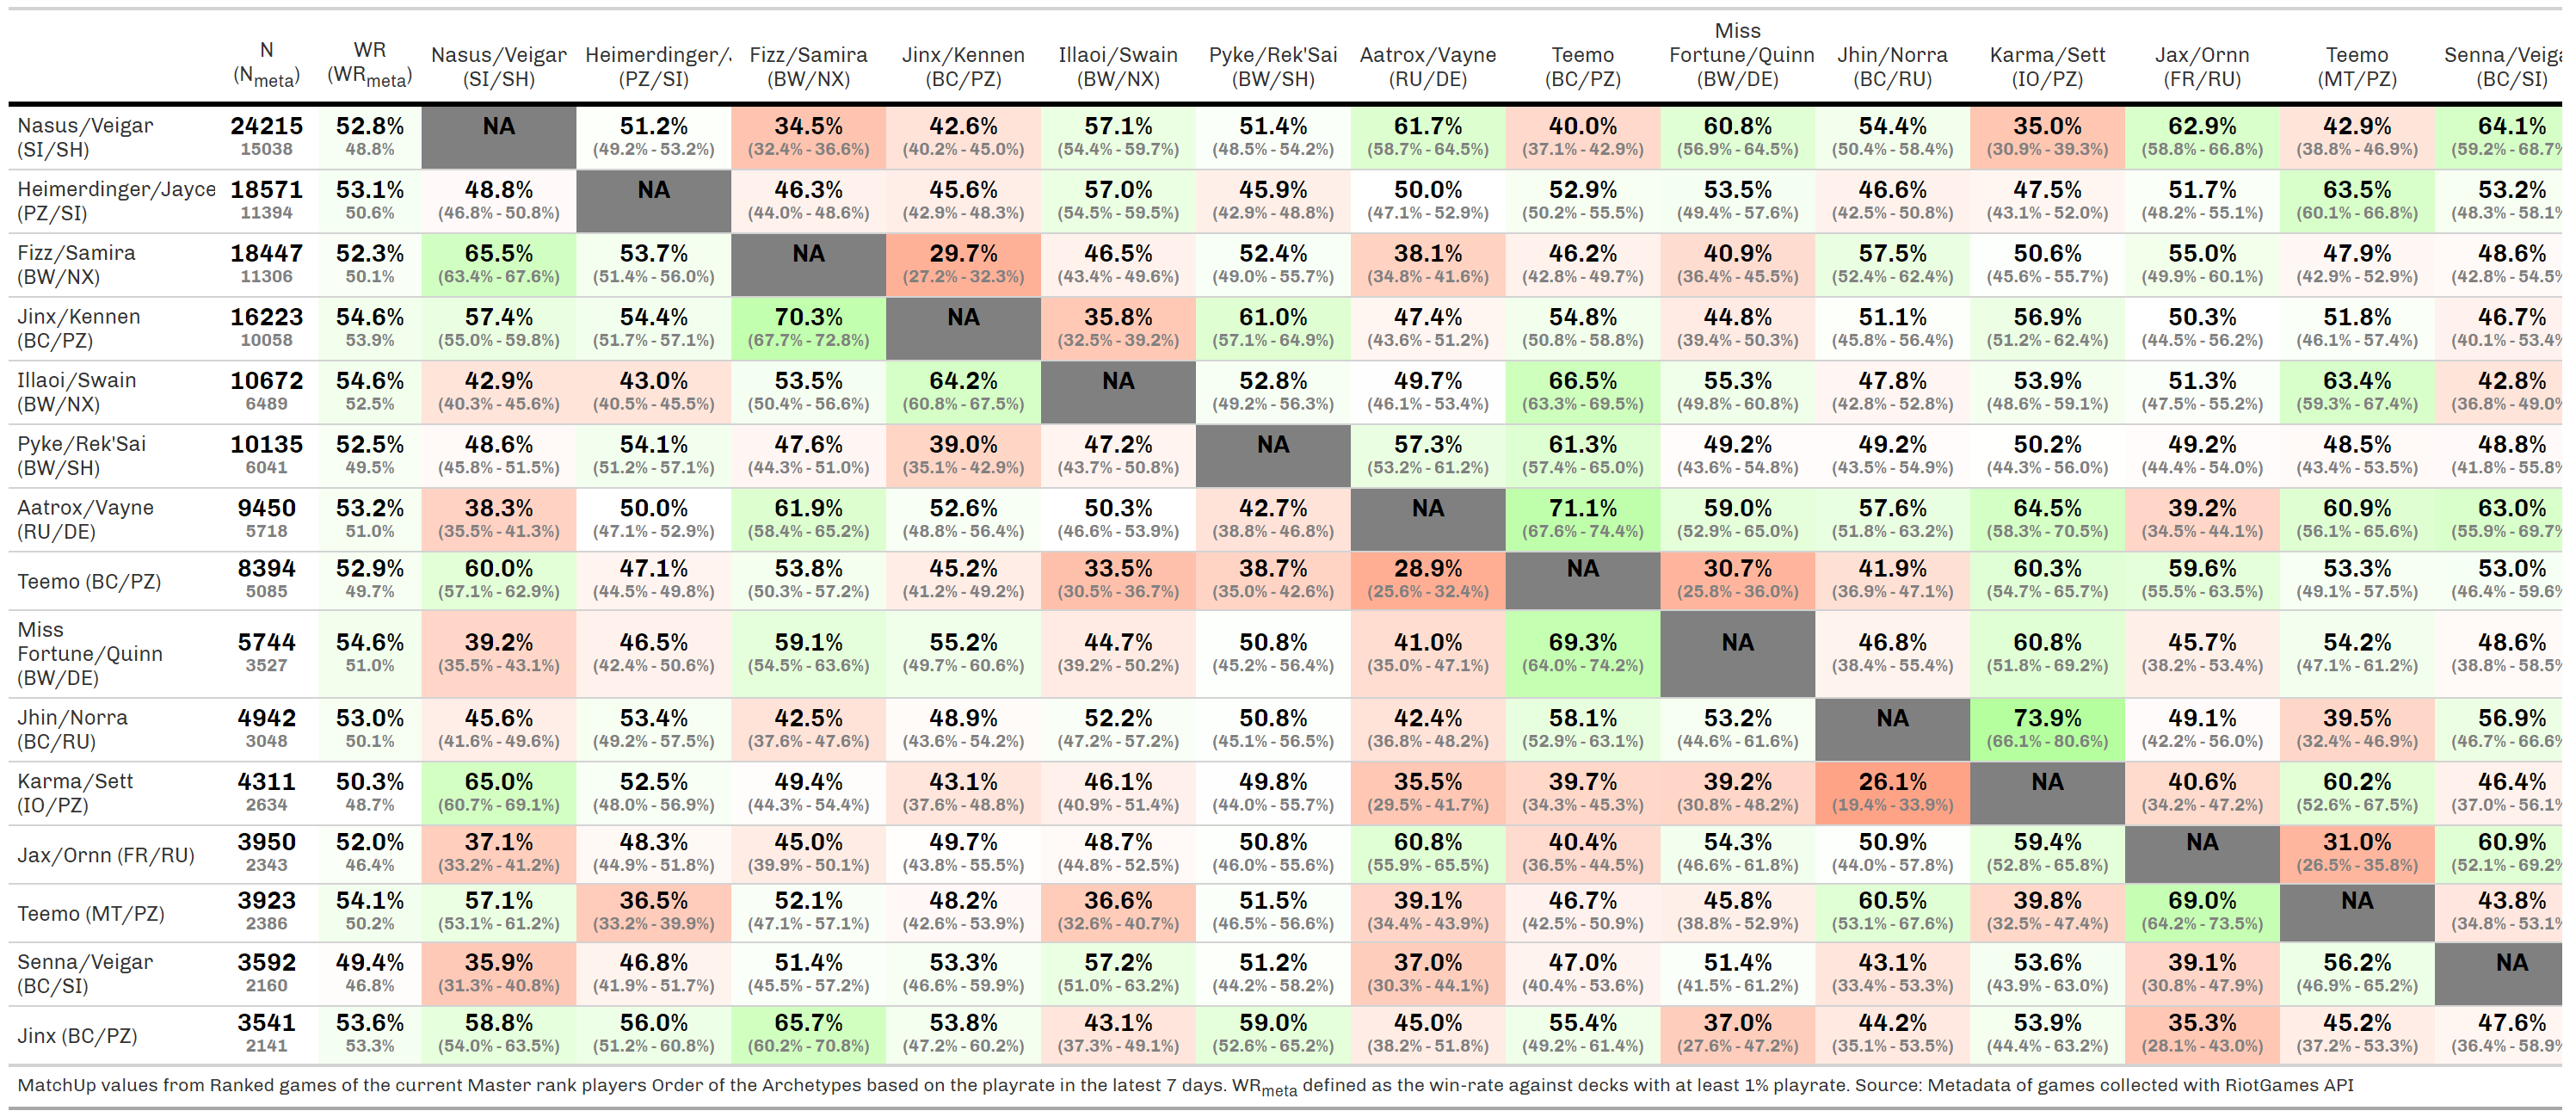 N (N_meta) WR (WR_meta) Nasus/Veigar (SI/SH) Heimerdinger/ (PZ/SI) Fizz/Samira (BW/NX) Jinx/Kennen (BC/PZ) Illaoi/Swain (BW/NX) Pyke/Rek'Sai (BW/SH) Aatrox/Vayne (RU/DE) Teemo (BC/PZ) Miss Fortune/Quinn (BW/DE) Jhin/Norra (BC/RU) Karma/Sett (IO/PZ) Jax/Ornn (FR/RU) Teemo (MT/PZ) Senna/Veiga (BC/SI)
Nasus/Veigar 24215 52.8% NA 51.2% 34.5% 42.6% 57.1% 51.4% 61.7% 40.0% 60.8% 54.4% 35.0% 62.9% 42.9% 64.1%
(SI/SH) 15038 48.8% (49.2% - 53.2%) (32.4% - 36.6%) (40.2% - 45.0%) (54.4% - 59.7%) (48.5% - 54.2%) (58.7% - 64.5%) (37.1% - 42.9%) (56.9% - 64.5%) (50.4% - 58.4%) (30.9% - 39.3%) (58.8% - 66.8%) (38.8% - 46.9%) (59.2% - 68.7%
Heimerdinger/Jayce 18571 53.1% 48.8% NA 46.3% 45.6% 57.0% 45.9% 50.0% 52.9% 53.5% 46.6% 47.5% 51.7% 63.5% 53.2%
(PZ/SI) 11394 50.6% (46.8% - 50.8%) (44.0% - 48.6%) (42.9% - 48.3%) (54.5% - 59.5%) (42.9% - 48.8%) (47.1% - 52.9%) (50.2% - 55.5%) (49.4% - 57.6%) (42.5% - 50.8%) (43.1% - 52.0%) (48.2% - 55.1%) (60.1% - 66.8%) (48.3% - 58.1%
Fizz/Samira 18447 52.3% 65.5% 53.7% NA 29.7% 46.5% 52.4% 38.1% 46.2% 40.9% 57.5% 50.6% 55.0% 47.9% 48.6%
(BW/NX) 11306 50.1% (63.4% - 67.6%) (51.4% - 56.0%) (27.2% - 32.3%) (43.4% - 49.6%) (49.0% - 55.7%) (34.8% - 41.6%) (42.8% - 49.7%) (36.4% - 45.5%) (52.4% - 62.4%) (45.6% - 55.7%) (49.9% - 60.1%) (42.9% - 52.9%) (42.8% - 54.5%
Jinx/Kennen 16223 54.6% 57.4% 54.4% 70.3% NA 35.8% 61.0% 47.4% 54.8% 44.8% 51.1% 56.9% 50.3% 51.8% 46.7%
(BC/PZ) 10058 53.9% (55.0% - 59.8%) (51.7% - 57.1%) (67.7% - 72.8%) (32.5% - 39.2%) (57.1% - 64.9%) (43.6% - 51.2%) (50.8% - 58.8%) (39.4% - 50.3%) (45.8% - 56.4%) (51.2% - 62.4%) (44.5% - 56.2%) (46.1% - 57.4%) (40.1% - 53.4%
Illaoi/Swain 10672 54.6% 42.9% 43.0% 53.5% 64.2% NA 52.8% 49.7% 66.5% 55.3% 47.8% 53.9% 51.3% 63.4% 42.8%
(BW/NX) 6489 52.5% (40.3% - 45.6%) (40.5% - 45.5%) (50.4% - 56.6%) (60.8% - 67.5%) (49.2% - 56.3%) (46.1% - 53.4%) (63.3% - 69.5%) (49.8% - 60.8%) (42.8% - 52.8%) (48.6% - 59.1%) (47.5% - 55.2%) (59.3% - 67.4%) (36.8% - 49.0%
Pyke/Rek'Sai 10135 52.5% 48.6% 54.1% 47.6% 39.0% 47.2% NA 57.3% 61.3% 49.2% 49.2% 50.2% 49.2% 48.5% 48.8%
(BW/SH) 6041 49.5% (45.8% - 51.5%) (51.2% - 57.1%) (44.3% - 51.0%) (35.1% - 42.9%) (43.7% - 50.8%) (53.2% - 61.2%) (57.4% - 65.0%) (43.6% - 54.8%) (43.5% - 54.9%) (44.3% - 56.0%) (44.4% - 54.0%) (43.4% - 53.5%) (41.8% - 55.8%
Aatrox/Vayne 9450 53.2% 38.3% 50.0% 61.9% 52.6% 50.3% 42.7% NA 71.1% 59.0% 57.6% 64.5% 39.2% 60.9% 63.0%
(RU/DE) 5718 51.0% (35.5% - 41.3%) (47.1% - 52.9%) (58.4% - 65.2%) (48.8% - 56.4%) (46.6% - 53.9%) (38.8% - 46.8%) (67.6% - 74.4%) (52.9% - 65.0%) (51.8% - 63.2%) (58.3% - 70.5%) (34.5% - 44.1%) (56.1% - 65.6%) (55.9% - 69.7%
Teemo (BC/PZ) 8394 52.9% 60.0% 47.1% 53.8% 45.2% 33.5% 38.7% 28.9% NA 30.7% 41.9% 60.3% 59.6% 53.3% 53.0%
5085 49.7% (57.1% - 62.9%) (44.5% - 49.8%) (50.3% - 57.2%) (41.2% - 49.2%) (30.5% - 36.7%) (35.0% - 42.6%) (25.6% - 32.4%) (25.8% - 36.0%) (36.9% - 47.1%) (54.7% - 65.7%) (55.5% - 63.5%) (49.1% - 57.5%) (46.4% - 59.6%
Miss
Fortune/Quinn 5744 54.6% 39.2% 46.5% 59.1% 55.2% 44.7% 50.8% 41.0% 69.3% NA 46.8% 60.8% 45.7% 54.2% 48.6%
(BW/DE) 3527 51.0% (35.5% - 43.1%) (42.4% - 50.6%) (54.5% - 63.6%) (49.7% - 60.6%) (39.2% - 50.2%) (45.2% - 56.4%) (35.0% - 47.1%) (64.0% - 74.2%) (38.4% - 55.4%) (51.8% - 69.2%) (38.2% - 53.4%) (47.1% - 61.2%) (38.8% - 58.5%
Jhin/Norra 4942 53.0% 45.6% 53.4% 42.5% 48.9% 52.2% 50.8% 42.4% 58.1% 53.2% NA 73.9% 49.1% 39.5% 56.9%
(BC/RU) 3048 50.1% (41.6% - 49.6%) (49.2% - 57.5%) (37.6% - 47.6%) (43.6% - 54.2%) (47.2% - 57.2%) (45.1% - 56.5%) (36.8% - 48.2%) (52.9% - 63.1%) (44.6% - 61.6%) (66.1% - 80.6%) (42.2% - 56.0%) (32.4% - 46.9%) (46.7% - 66.6%
Karma/Sett 4311 50.3% 65.0% 52.5% 49.4% 43.1% 46.1% 49.8% 35.5% 39.7% 39.2% 26.1% NA 40.6% 60.2% 46.4%
(IO/PZ) 2634 48.7% (60.7% - 69.1%) (48.0% - 56.9%) (44.3% - 54.4%) (37.6% - 48.8%) (40.9% - 51.4%) (44.0% - 55.7%) (29.5% - 41.7%) (34.3% - 45.3%) (30.8% - 48.2%) (19.4% - 33.9%) (34.2% - 47.2%) (52.6% - 67.5%) (37.0% - 56.1%
Jax/Ornn (FR/RU) 3950 52.0% 37.1% 48.3% 45.0% 49.7% 48.7% 50.8% 60.8% 40.4% 54.3% 50.9% 59.4% NA 31.0% 60.9%
2343 46.4% (33.2% - 41.2%) (44.9% - 51.8%) (39.9% - 50.1%) (43.8% - 55.5%) (44.8% - 52.5%) (46.0% - 55.6%) (55.9% - 65.5%) (36.5% - 44.5%) (46.6% - 61.8%) (44.0% - 57.8%) (52.8% - 65.8%) (26.5% - 35.8%) (52.1% - 69.2%
Teemo (MT/PZ) 3923 54.1% 57.1% 36.5% 52.1% 48.2% 36.6% 51.5% 39.1% 46.7% 45.8% 60.5% 39.8% 69.0% NA 43.8%
2386 50.2% (53.1% - 61.2%) (33.2% - 39.9%) (47.1% - 57.1%) (42.6% - 53.9%) (32.6% - 40.7%) (46.5% - 56.6%) (34.4% - 43.9%) (42.5% - 50.9%) (38.8% - 52.9%) (53.1% - 67.6%) (32.5% - 47.4%) (64.2% - 73.5%) (34.8% - 53.1%
Senna/Veigar 3592 49.4% 35.9% 46.8% 51.4% 53.3% 57.2% 51.2% 37.0% 47.0% 51.4% 43.1% 53.6% 39.1% 56.2% NA
(BC/SI) 2160 46.8% (31.3% - 40.8%) (41.9% - 51.7%) (45.5% - 57.2%) (46.6% - 59.9%) (51.0% - 63.2%) (44.2% - 58.2%) (30.3% - 44.1%) (40.4% - 53.6%) (41.5% - 61.2%) (33.4% - 53.3%) (43.9% - 63.0%) (30.8% - 47.9%) (46.9% - 65.2%)
Jinx (BC/PZ) 3541 53.6% 58.8% 56.0% 65.7% 53.8% 43.1% 59.0% 45.0% 55.4% 37.0% 44.2% 53.9% 35.3% 45.2% 47.6%
2141 53.3% (54.0% - 63.5%) (51.2% - 60.8%) (60.2% - 70.8%) (47.2% - 60.2%) (37.3% - 49.1%) (52.6% - 65.2%) (38.2% - 51.8%) (49.2% - 61.4%) (27.6% - 47.2%) (35.1% - 53.5%) (44.4% - 63.2%) (28.1% - 43.0%) (37.2% - 53.3%) (36.4% - 58.9%
MatchUp values from Ranked games of the current Master rank players Order of the Archetypes based on the playrate in the latest 7 days. WR_meta defined as the win-rate against decks with at least 1% playrate. Source: Metadata of games collected with RiotGames API